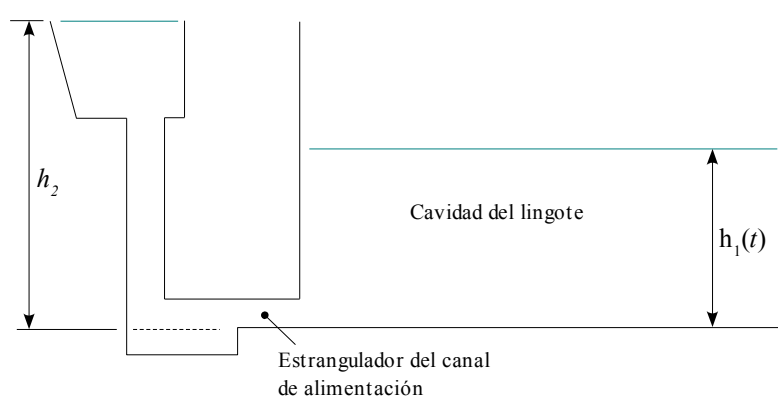 h₂
Cavidad del lingote
h₁(t)
Estrangulador del canal
de alimentación